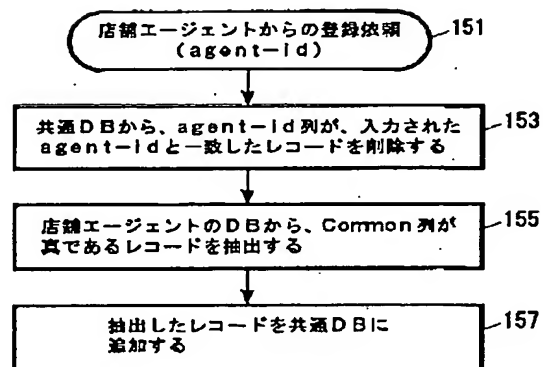 店舗エージェントからの登録依頼
(agent-id)
151
共通DBから、agent-id列が、入力された
agent-idと一致したレコードを削除する
153
店舗エージェントのDBから、Common列が
真であるレコードを抽出する
155
抽出したレコードを共通DBに
追加する
157